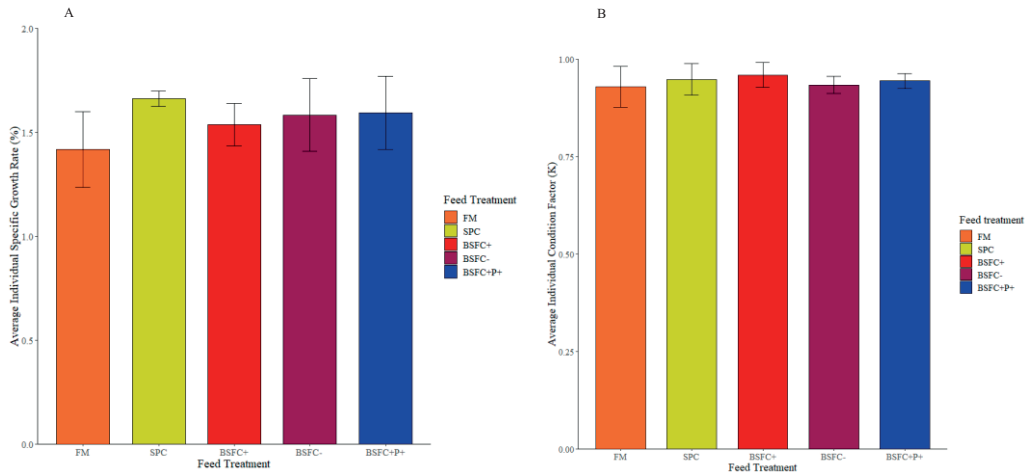 A
Average Individual Specific Growth Rate (%)
2.0
1.5
1.0
0.5
0.0
FM
SPC
BSFC+
BSFC-
BSFC+P+
Feed Treatment
Feed Treatment
FM
SPC
BSFC+
BSFC-
BSFC+P+
B
Average Individual Condition Factor (K)
1.00
0.75
0.50
0.25
0.00
FM
SPC
BSFC+
BSFC-
BSFC+P+
Feed Treatment
Feed treatment
FM
SPC
BSFC+
BSFC-
BSFC+P+